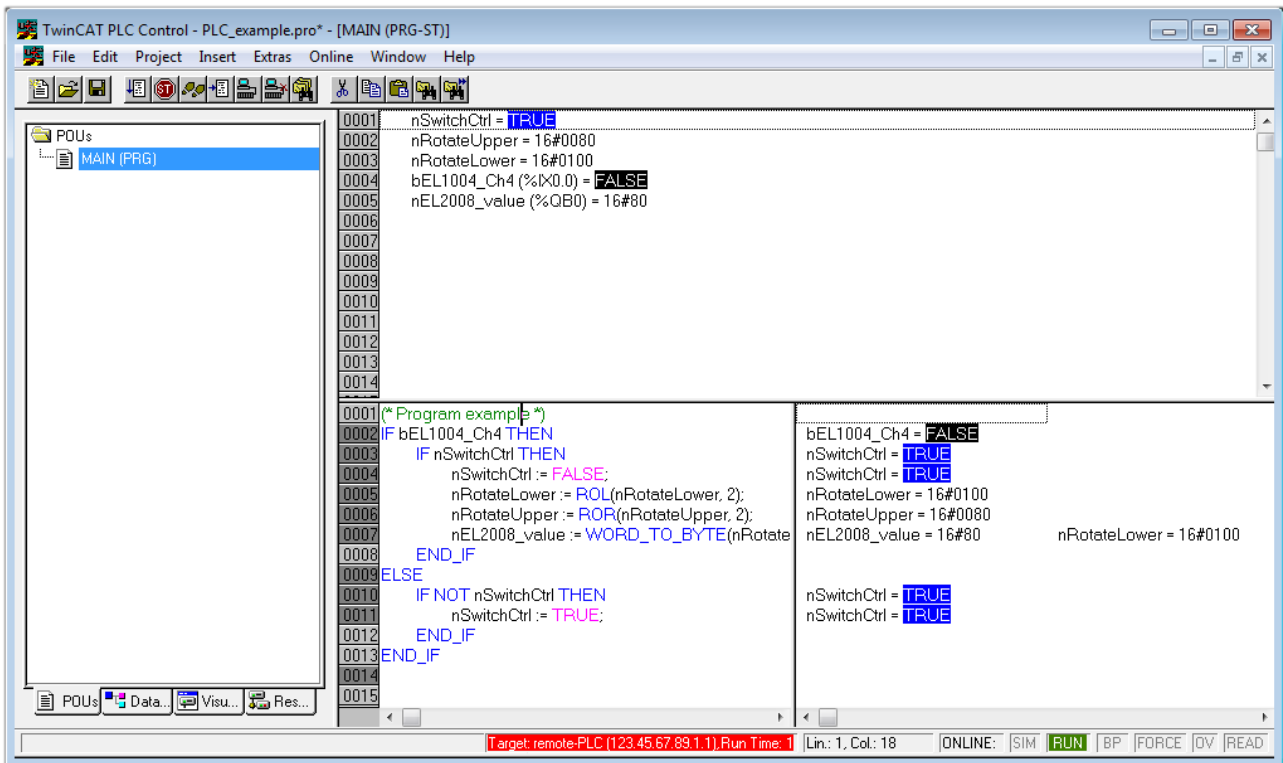 TwinCAT PLC Control - PLC_example.pro* - [MAIN (PRG-ST)]
File Edit Project Insert Extras Online Window Help
POUs
MAIN (PRG)
0001 nSwitchCtrl = TRUE
0002 nRotateUpper = 16#0080
0003 nRotateLower = 16#0100
0004 bEL1004_Ch4 (%IX0.0) = FALSE
0005 nEL2008_value (%QB0) = 16#80
0006
0007
0008
0009
0010
0011
0012
0013
0014
0001 (* Program example *)
0002 IF bEL1004_Ch4 THEN bEL1004_Ch4 = FALSE
0003 IF nSwitchCtrl THEN nSwitchCtrl = TRUE
0004 nSwitchCtrl := FALSE; nSwitchCtrl = TRUE
0005 nRotateLower := ROL(nRotateLower, 2); nRotateLower = 16#0100
0006 nRotateUpper := ROR(nRotateUpper, 2); nRotateUpper = 16#0080
0007 nEL2008_value := WORD_TO_BYTE(nRotate nEL2008_value = 16#80 nRotateLower = 16#0100
0008 END_IF
0009 ELSE
0010 IF NOT nSwitchCtrl THEN nSwitchCtrl = TRUE
0011 nSwitchCtrl := TRUE; nSwitchCtrl = TRUE
0012 END_IF
0013 END_IF
0014
0015
POUs Data... Visu... Res...
Target: remote-PLC (123.45.67.89.1.1), Run Time: 1 Lin.: 1, Col.: 18 ONLINE: SIM RUN BP FORCE OV READ